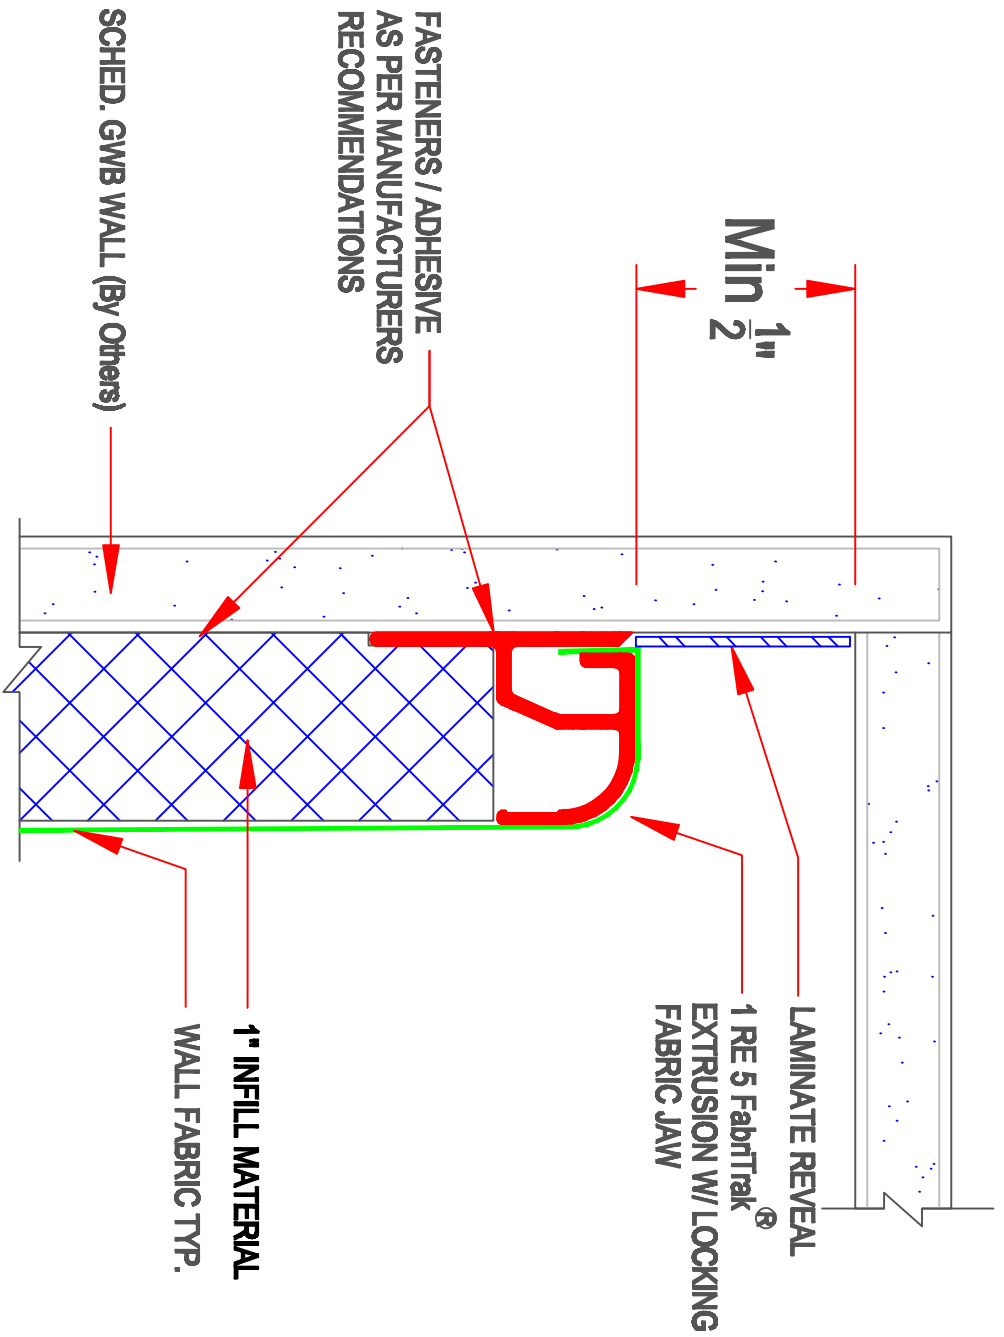 Min 1/2"
FASTENERS / ADHESIVE
AS PER MANUFACTURERS
RECOMMENDATIONS
SCHED. GWB WALL (By Others)
LAMINATE REVEAL
1 RE 5 FabriTrak®
EXTRUSION W/ LOCKING
FABRIC JAW
1" INFILL MATERIAL
WALL FABRIC TYP.